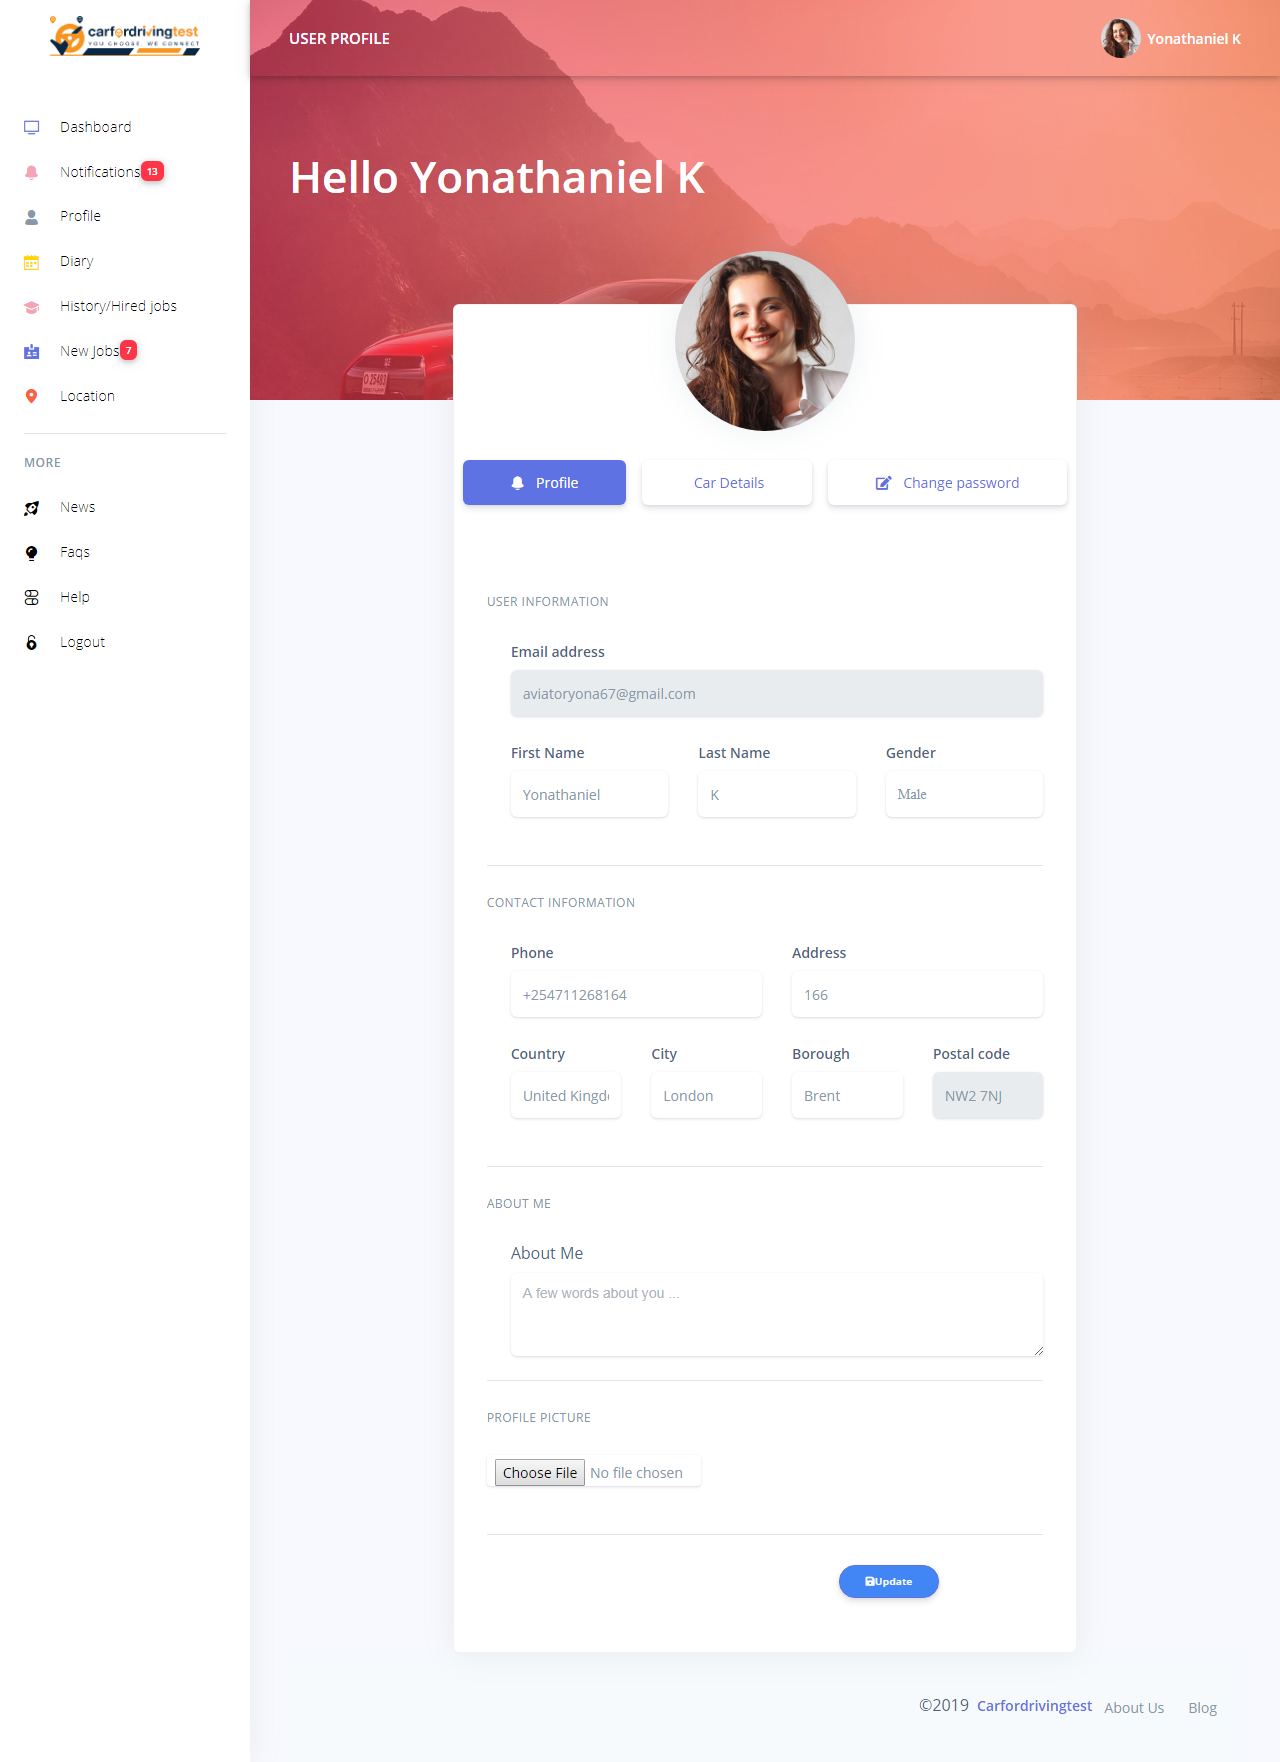 carfordrivingtest
YOU CHOOSE, WE CONNECT
USER PROFILE
Yonathaniel K
Dashboard
Notifications 13
Profile
Diary
History/Hired jobs
New Jobs 7
Location
MORE
News
Faqs
Help
Logout
Hello Yonathaniel K
Profile
Car Details
Change password
USER INFORMATION
Email address
aviatoryona67@gmail.com
First Name Last Name Gender
Yonathaniel K Male
CONTACT INFORMATION
Phone Address
+254711268164 166
Country City Borough Postal code
United Kingd London Brent NW2 7NJ
ABOUT ME
About Me
A few words about you ...
PROFILE PICTURE
Choose File No file chosen
Update
©2019 Carfordrivingtest About Us Blog